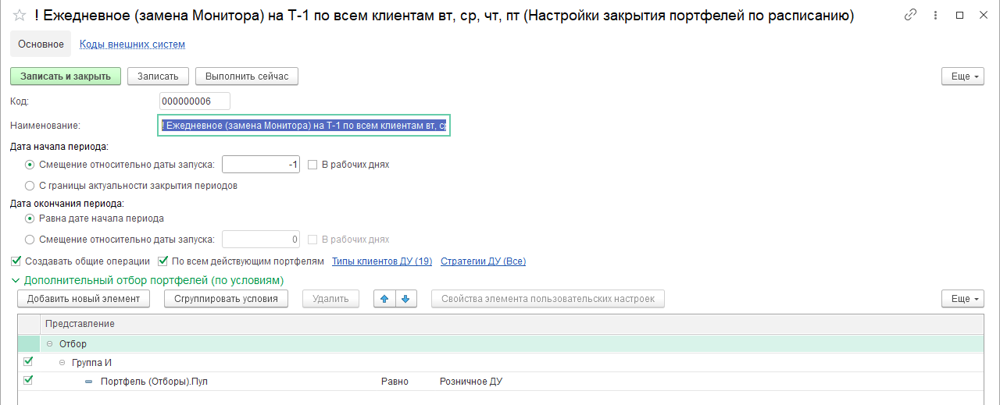 ! Ежедневное (замена Монитора) на Т-1 по всем клиентам вт, ср, чт, пт (Настройки закрытия портфелей по расписанию)
Основное Коды внешних систем
Записать и закрыть Записать Выполнить сейчас Еще
Код: 000000006
Наименование: ! Ежедневное (замена Монитора) на Т-1 по всем клиентам вт, ср
Дата начала периода:
Смещение относительно даты запуска: -1 В рабочих днях
С границы актуальности закрытия периодов
Дата окончания периода:
Равна дате начала периода
Смещение относительно даты запуска: 0 В рабочих днях
Создавать общие операции По всем действующим портфелям Типы клиентов ДУ (19) Стратегии ДУ (Все)
Дополнительный отбор портфелей (по условиям)
Добавить новый элемент Сгруппировать условия Удалить Свойства элемента пользовательских настроек Еще
Представление
Отбор
Группа И
Портфель (Отборы).Пул Равно Розничное ДУ